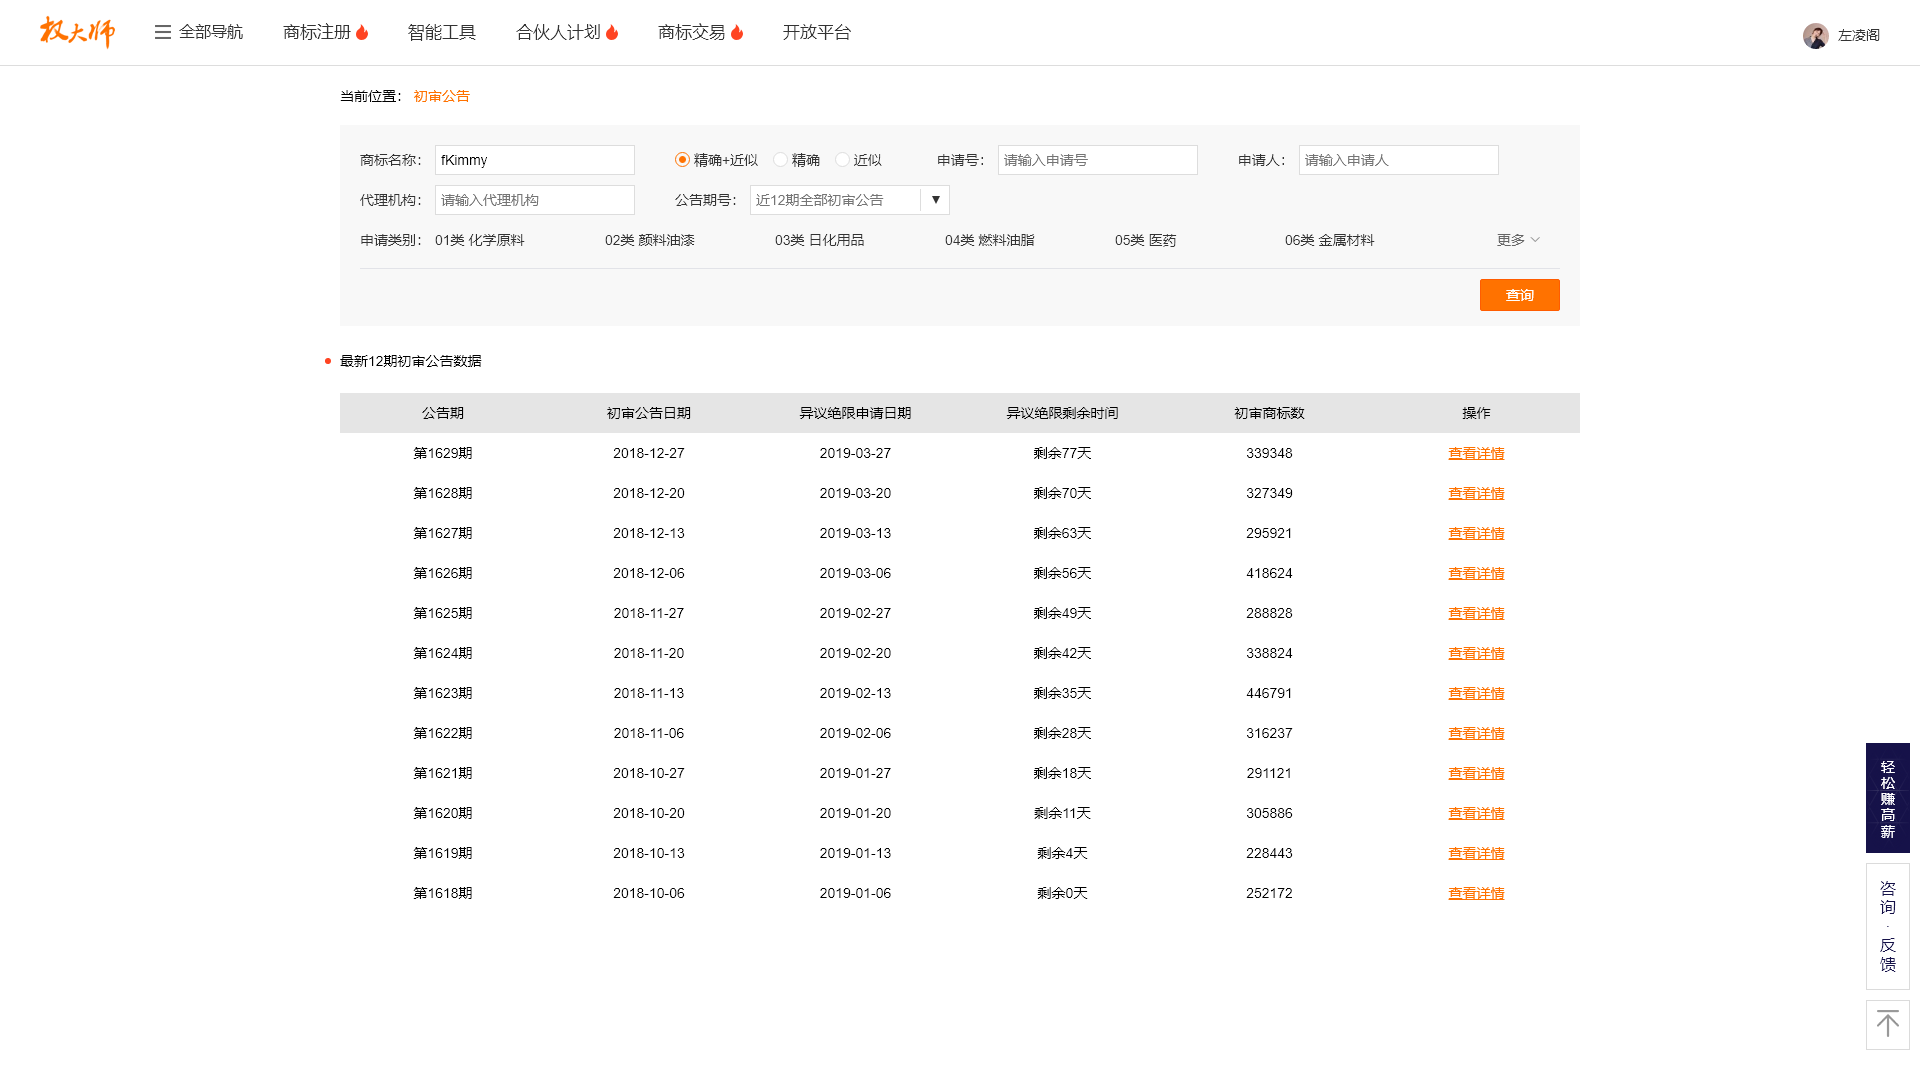 权大师 全部导航 商标注册 智能工具 合伙人计划 商标交易 开放平台 左凌阁
当前位置： 初审公告
商标名称： fKimmy 精确+近似 精确 近似 申请号： 请输入申请号 申请人： 请输入申请人
代理机构： 请输入代理机构 公告期号： 近12期全部初审公告 ▼
申请类别： 01类 化学原料 02类 颜料油漆 03类 日化用品 04类 燃料油脂 05类 医药 06类 金属材料 更多
查询
最新12期初审公告数据
公告期 初审公告日期 异议绝限申请日期 异议绝限剩余时间 初审商标数 操作
第1629期 2018-12-27 2019-03-27 剩余77天 339348 查看详情
第1628期 2018-12-20 2019-03-20 剩余70天 327349 查看详情
第1627期 2018-12-13 2019-03-13 剩余63天 295921 查看详情
第1626期 2018-12-06 2019-03-06 剩余56天 418624 查看详情
第1625期 2018-11-27 2019-02-27 剩余49天 288828 查看详情
第1624期 2018-11-20 2019-02-20 剩余42天 338824 查看详情
第1623期 2018-11-13 2019-02-13 剩余35天 446791 查看详情
第1622期 2018-11-06 2019-02-06 剩余28天 316237 查看详情
第1621期 2018-10-27 2019-01-27 剩余18天 291121 查看详情
第1620期 2018-10-20 2019-01-20 剩余11天 305886 查看详情
第1619期 2018-10-13 2019-01-13 剩余4天 228443 查看详情
第1618期 2018-10-06 2019-01-06 剩余0天 252172 查看详情
轻松赚高薪
咨询·反馈